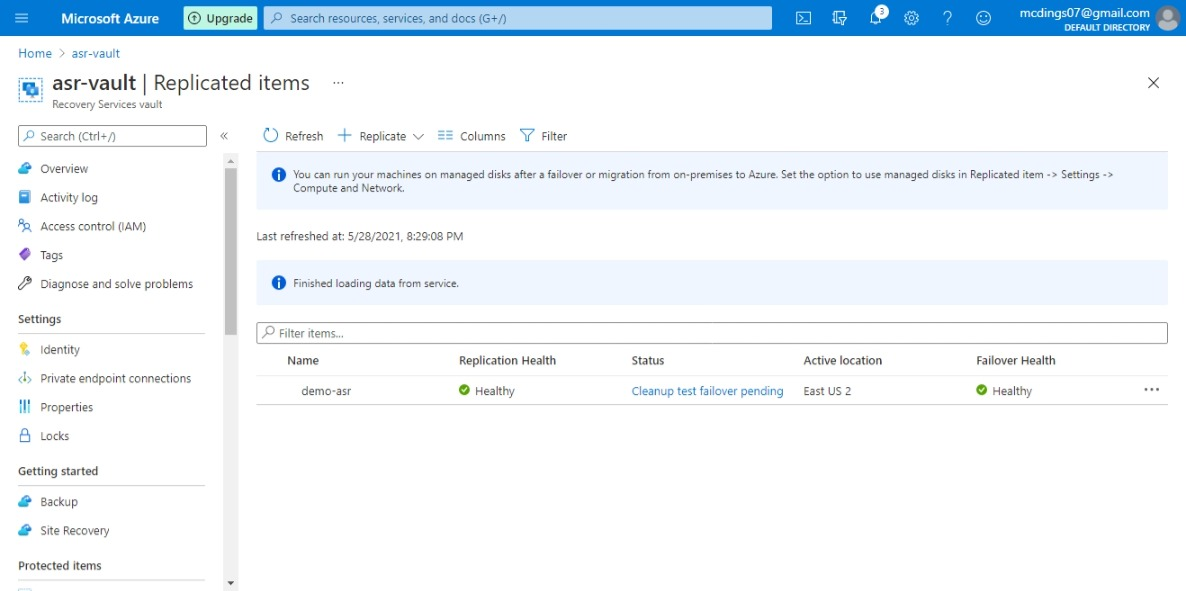 Microsoft Azure
Upgrade
Search resources, services, and docs (G+/)
3
mcdings07@gmail.com
DEFAULT DIRECTORY
Home > asr-vault
asr-vault | Replicated items ...
Recovery Services vault
Search (Ctrl+/)
«
Refresh
Replicate
Columns
Filter
Overview
Activity log
Access control (IAM)
Tags
Diagnose and solve problems
Settings
Identity
Private endpoint connections
Properties
Locks
Getting started
Backup
Site Recovery
Protected items
You can run your machines on managed disks after a failover or migration from on-premises to Azure. Set the option to use managed disks in Replicated item -> Settings ->
Compute and Network.
Last refreshed at: 5/28/2021, 8:29:08 PM
Finished loading data from service.
Filter items...
Name Replication Health Status Active location Failover Health
demo-asr Healthy Cleanup test failover pending East US 2 Healthy ...